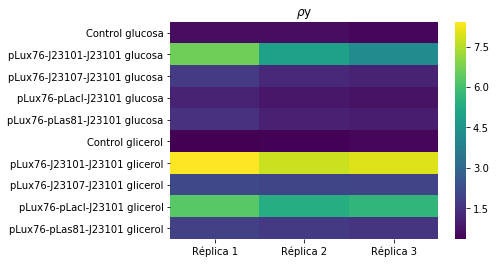 ρy
Control glucosa
pLux76-J23101-J23101 glucosa
pLux76-J23107-J23101 glucosa
pLux76-pLacI-J23101 glucosa
pLux76-pLas81-J23101 glucosa
Control glicerol
pLux76-J23101-J23101 glicerol
pLux76-J23107-J23101 glicerol
pLux76-pLacI-J23101 glicerol
pLux76-pLas81-J23101 glicerol
Réplica 1 Réplica 2 Réplica 3
7.5
6.0
4.5
3.0
1.5